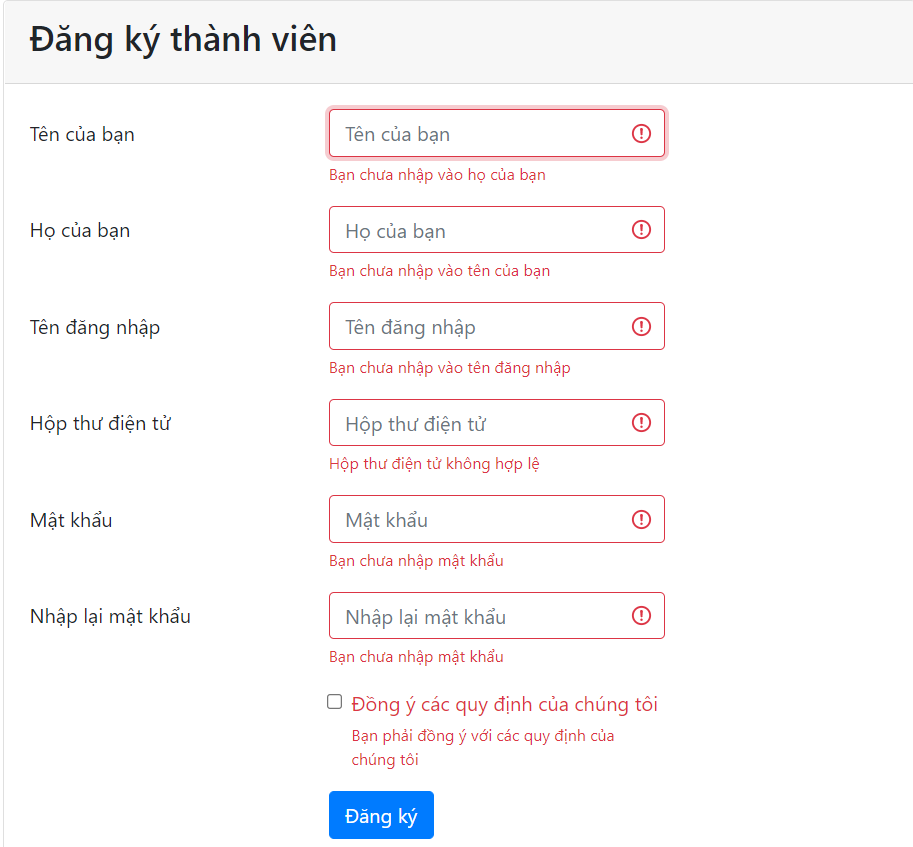 Đăng ký thành viên
Tên của bạn
Tên của bạn
Bạn chưa nhập vào họ của bạn
Họ của bạn
Họ của bạn
Bạn chưa nhập vào tên của bạn
Tên đăng nhập
Tên đăng nhập
Bạn chưa nhập vào tên đăng nhập
Hộp thư điện tử
Hộp thư điện tử
Hộp thư điện tử không hợp lệ
Mật khẩu
Mật khẩu
Bạn chưa nhập mật khẩu
Nhập lại mật khẩu
Nhập lại mật khẩu
Bạn chưa nhập mật khẩu
Đồng ý các quy định của chúng tôi
Bạn phải đồng ý với các quy định của
chúng tôi
Đăng ký